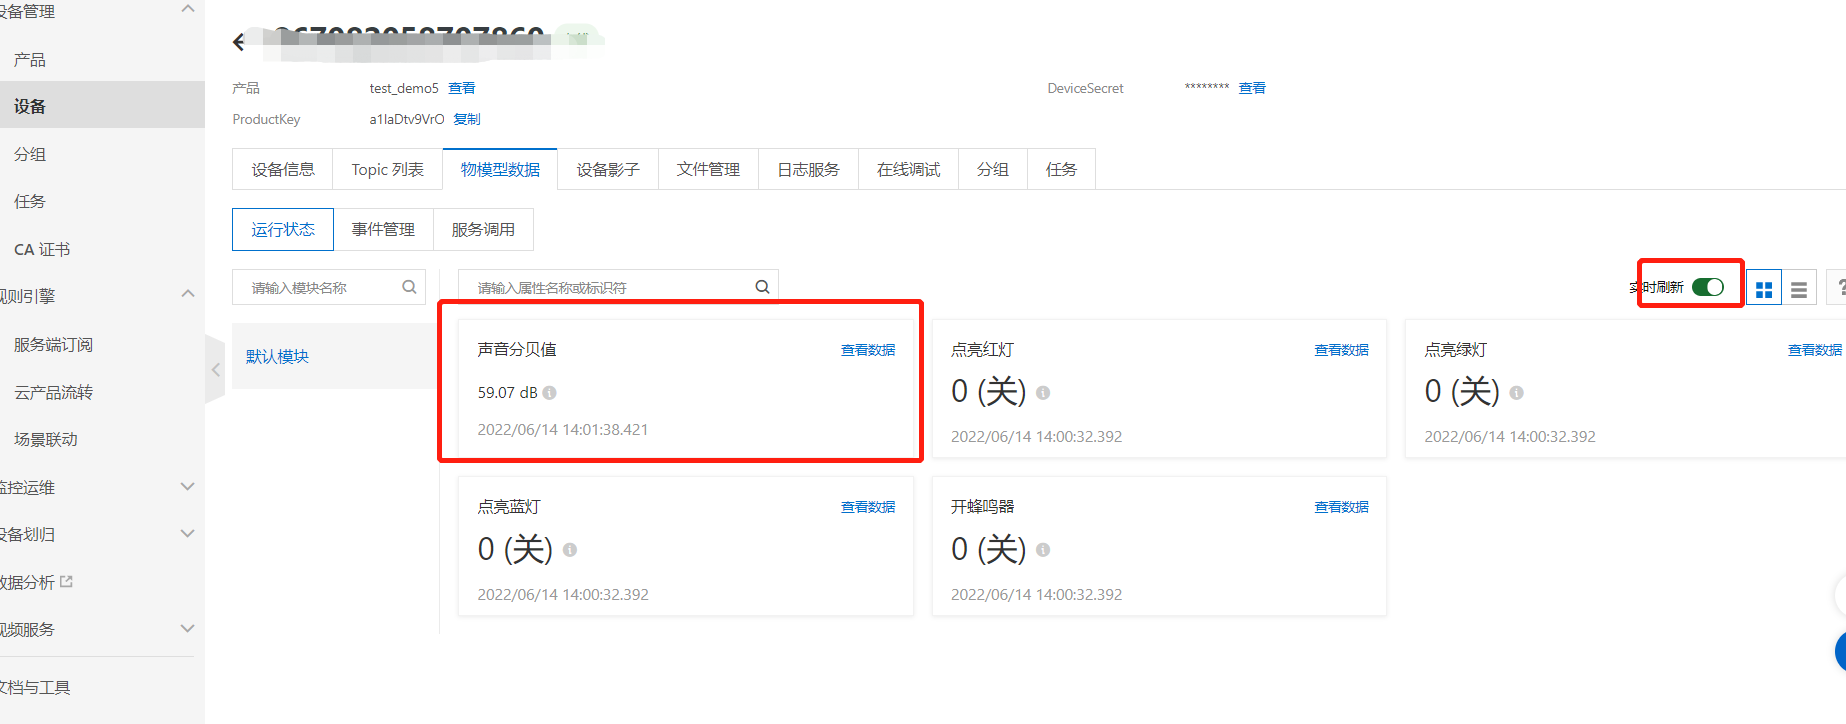 设备管理
产品
设备
分组
任务
CA 证书
规则引擎
服务端订阅
云产品流转
场景联动
监控运维
设备划归
数据分析
视频服务
文档与工具
产品 test_demo5 查看
DeviceSecret ******** 查看
ProductKey a1IaDtv9VrO 复制
设备信息 Topic 列表 物模型数据 设备影子 文件管理 日志服务 在线调试 分组 任务
运行状态 事件管理 服务调用
请输入模块名称
请输入属性名称或标识符
实时刷新
?
默认模块
声音分贝值 查看数据
59.07 dB
2022/06/14 14:01:38.421
点亮红灯 查看数据
0 (关)
2022/06/14 14:00:32.392
点亮绿灯 查看数据
0 (关)
2022/06/14 14:00:32.392
点亮蓝灯 查看数据
0 (关)
2022/06/14 14:00:32.392
开蜂鸣器 查看数据
0 (关)
2022/06/14 14:00:32.392